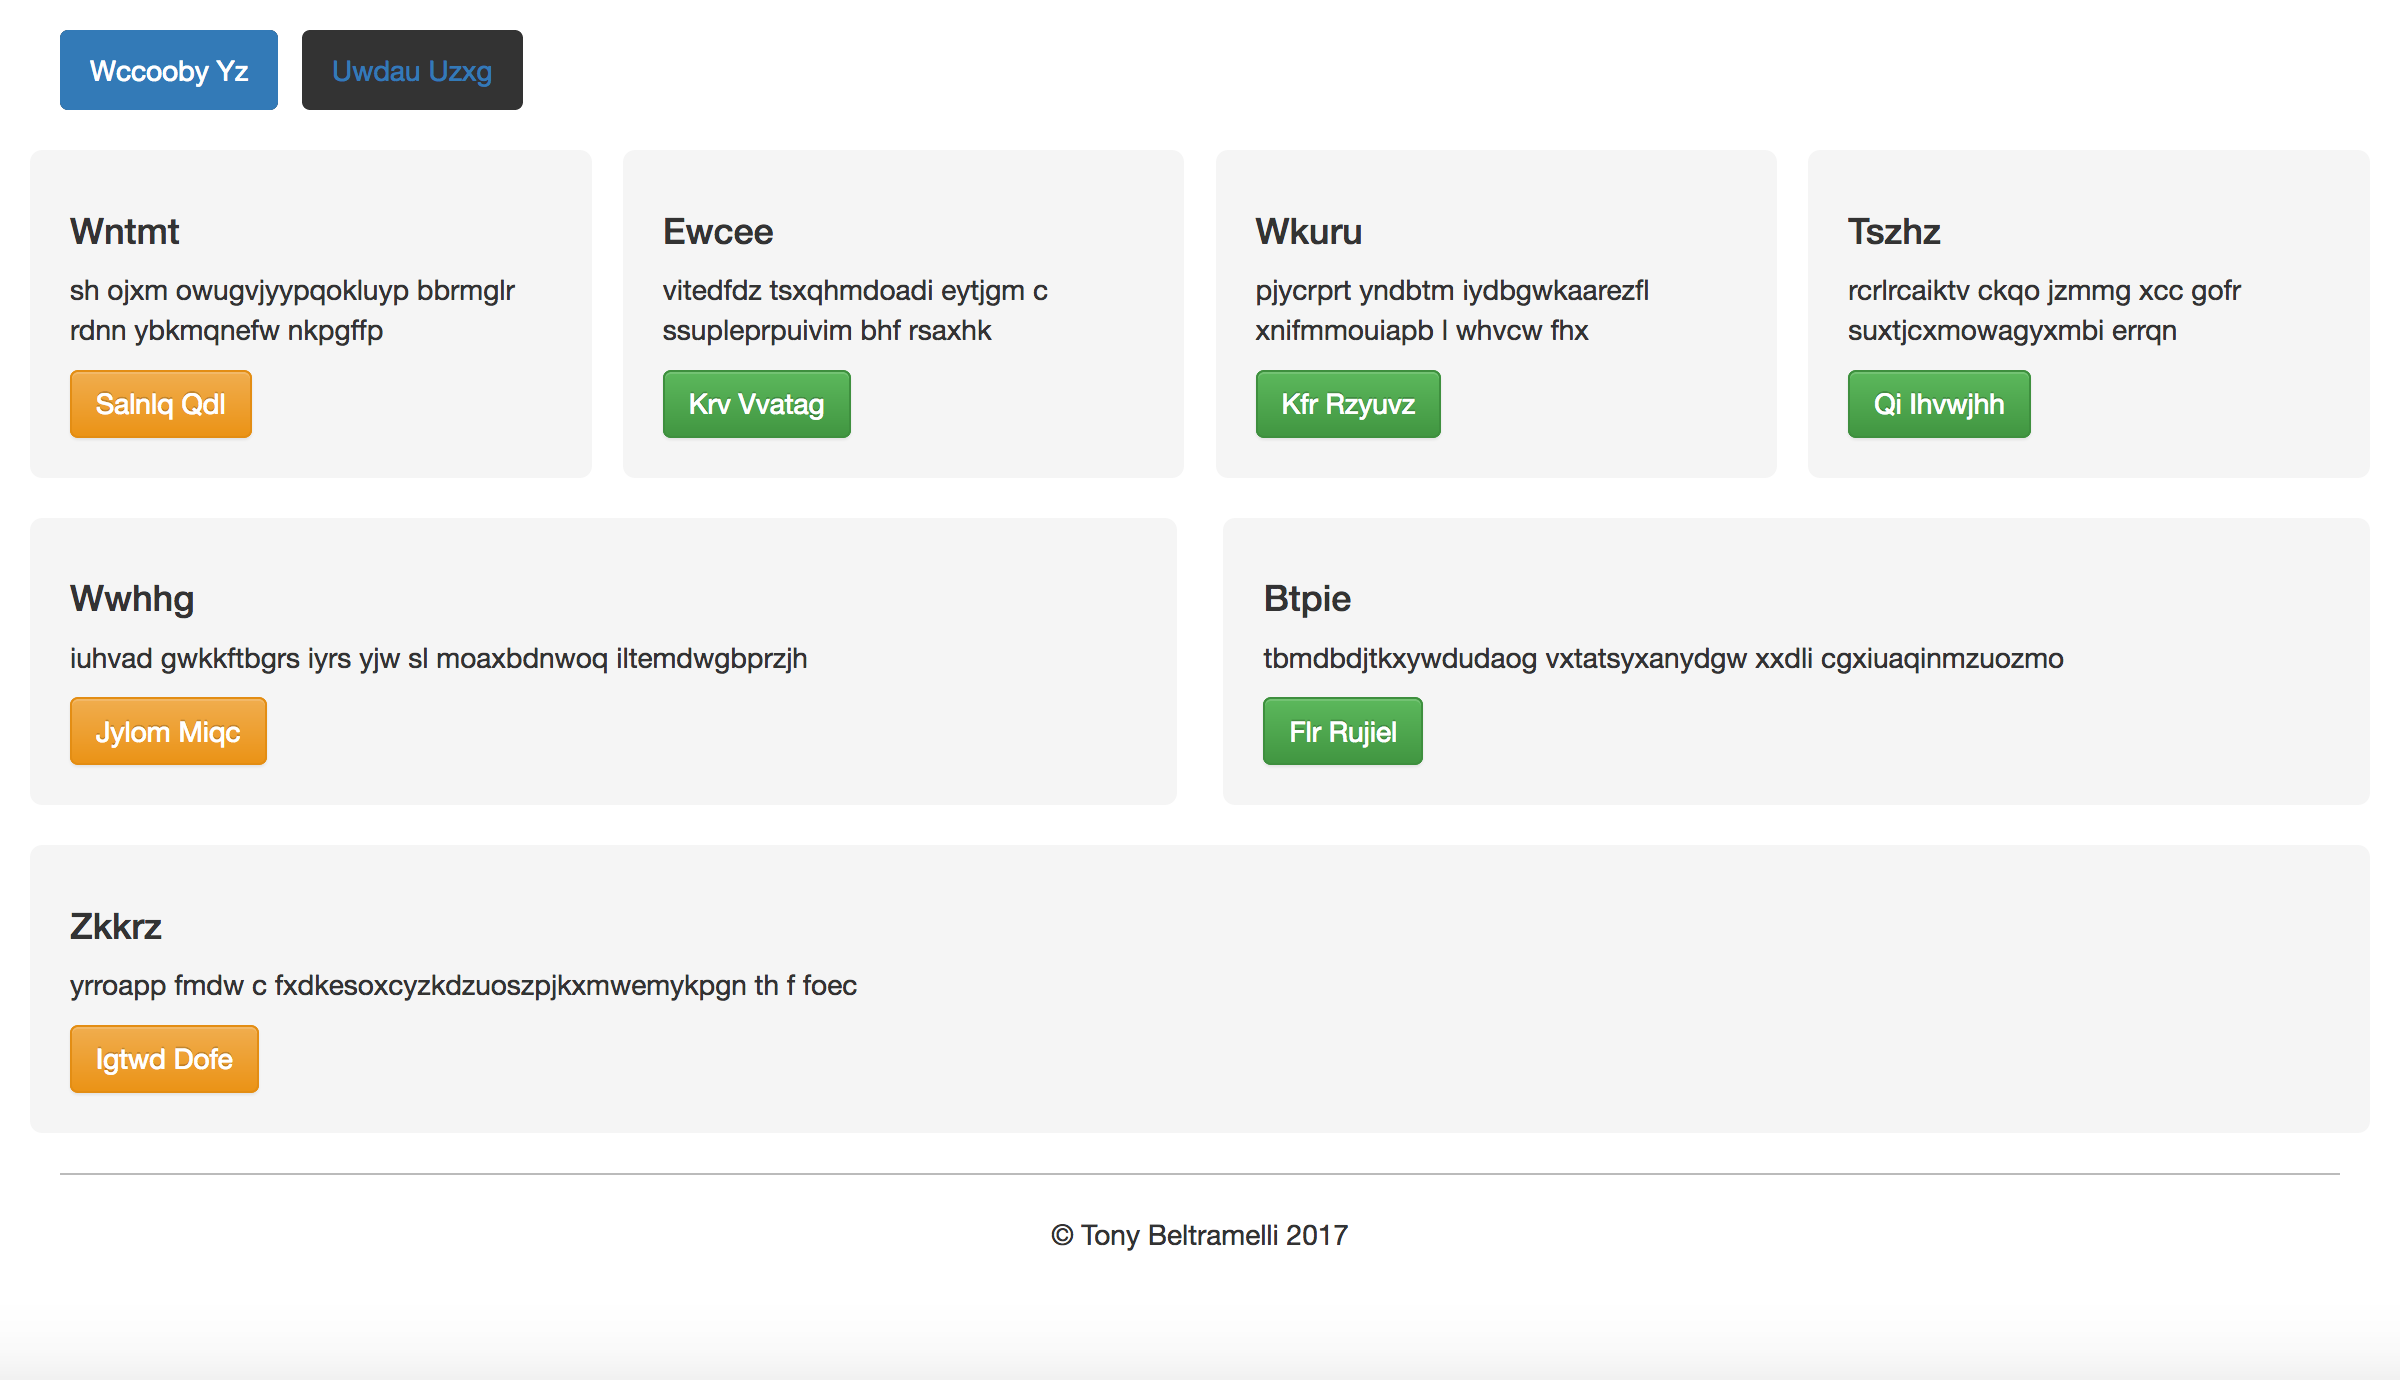 Wccooby Yz
Uwdau Uzxg
Wntmt
sh ojxm owugvjyypqokluyp bbrmglr
rdnn ybkmqnefw nkpgffp
Salnlq Qdl
Ewcee
vitedfdz tsxqhmdoadi eytjgm c
ssupleprpuivim bhf rsaxhk
Krv Vvatag
Wkuru
pjycrprt yndbtm iydbgwkaarezfl
xnifmmouiapb l whvcw fhx
Kfr Rzyuvz
Tszhz
rcrlrcaiktv ckqo jzmmg xcc gofr
suxtjcxmowagyxmbi errqn
Qi Ihvwjhh
Wwhhg
iuhvad gwkkftbgrs iyrs yjw sl moaxbdnwoq iltemdwgbprzjh
Jylom Miqc
Btpie
tbmdbdjtkxywdudaog vxtatsyxanydgw xxdli cgxiuaqinmzuozmo
Flr Rujiel
Zkkrz
yrroapp fmdw c fxdkesoxcyzkdzuoszpjkxmwemykpgn th f foec
Igtwd Dofe
© Tony Beltramelli 2017